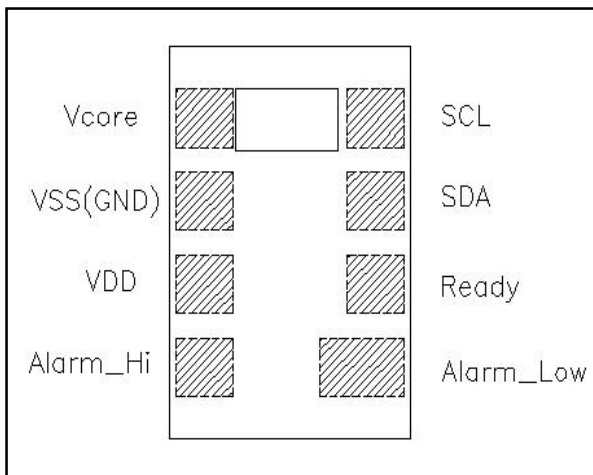 Vcore
SCL
VSS(GND)
SDA
VDD
Ready
Alarm_Hi
Alarm_Low